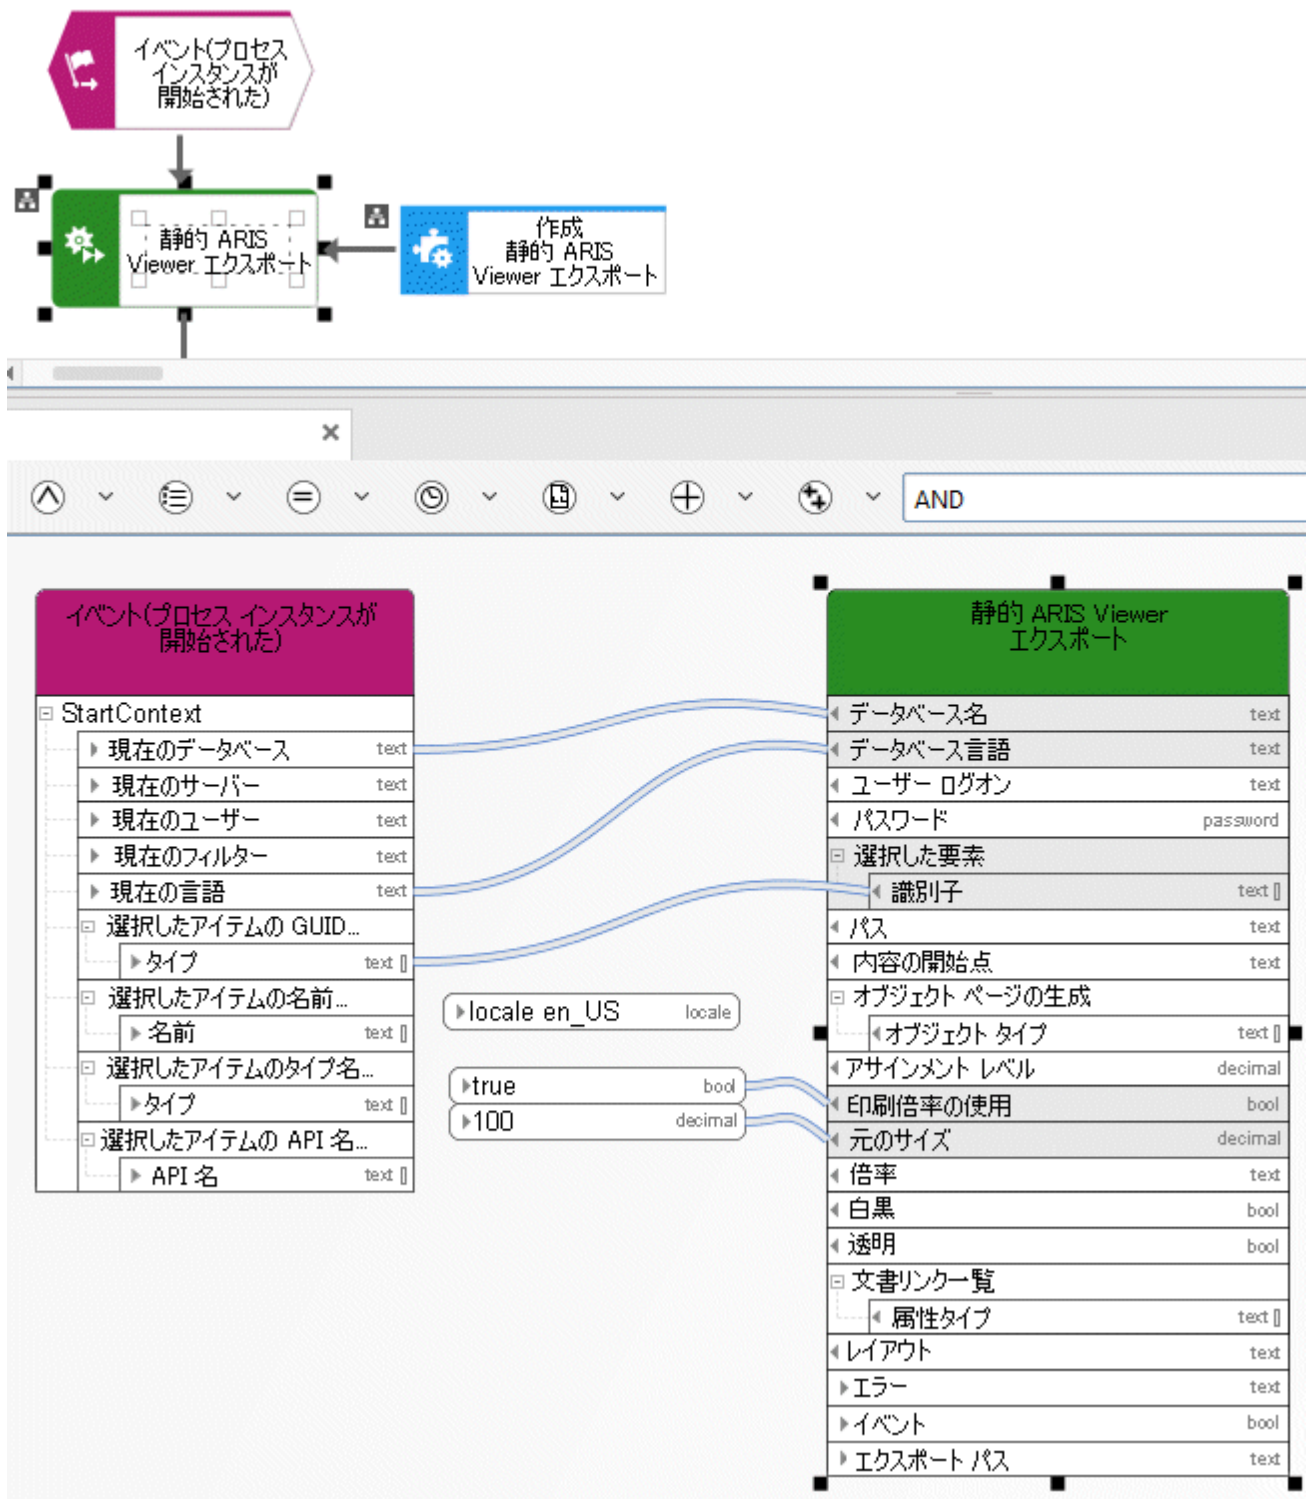 イベント(プロセス
インスタンスが
開始された)
静的 ARIS
Viewer エクスポート
作成
静的 ARIS
Viewer エクスポート
AND
イベント(プロセス インスタンスが
開始された)
StartContext
現在のデータベース text
現在のサーバー text
現在のユーザー text
現在のフィルター text
現在の言語 text
選択したアイテムの GUID...
タイプ text []
選択したアイテムの名前...
名前 text []
選択したアイテムのタイプ名...
タイプ text []
選択したアイテムの API 名...
API 名 text []
locale en_US locale
true bool
100 decimal
静的 ARIS Viewer
エクスポート
データベース名 text
データベース言語 text
ユーザー ログオン text
パスワード password
選択した要素
識別子 text []
パス text
内容の開始点 text
オブジェクト ページの生成
オブジェクト タイプ text []
アサインメント レベル decimal
印刷倍率の使用 bool
元のサイズ decimal
倍率 text
白黒 bool
透明 bool
文書リンク一覧
属性タイプ text []
レイアウト text
エラー text
イベント bool
エクスポート パス text